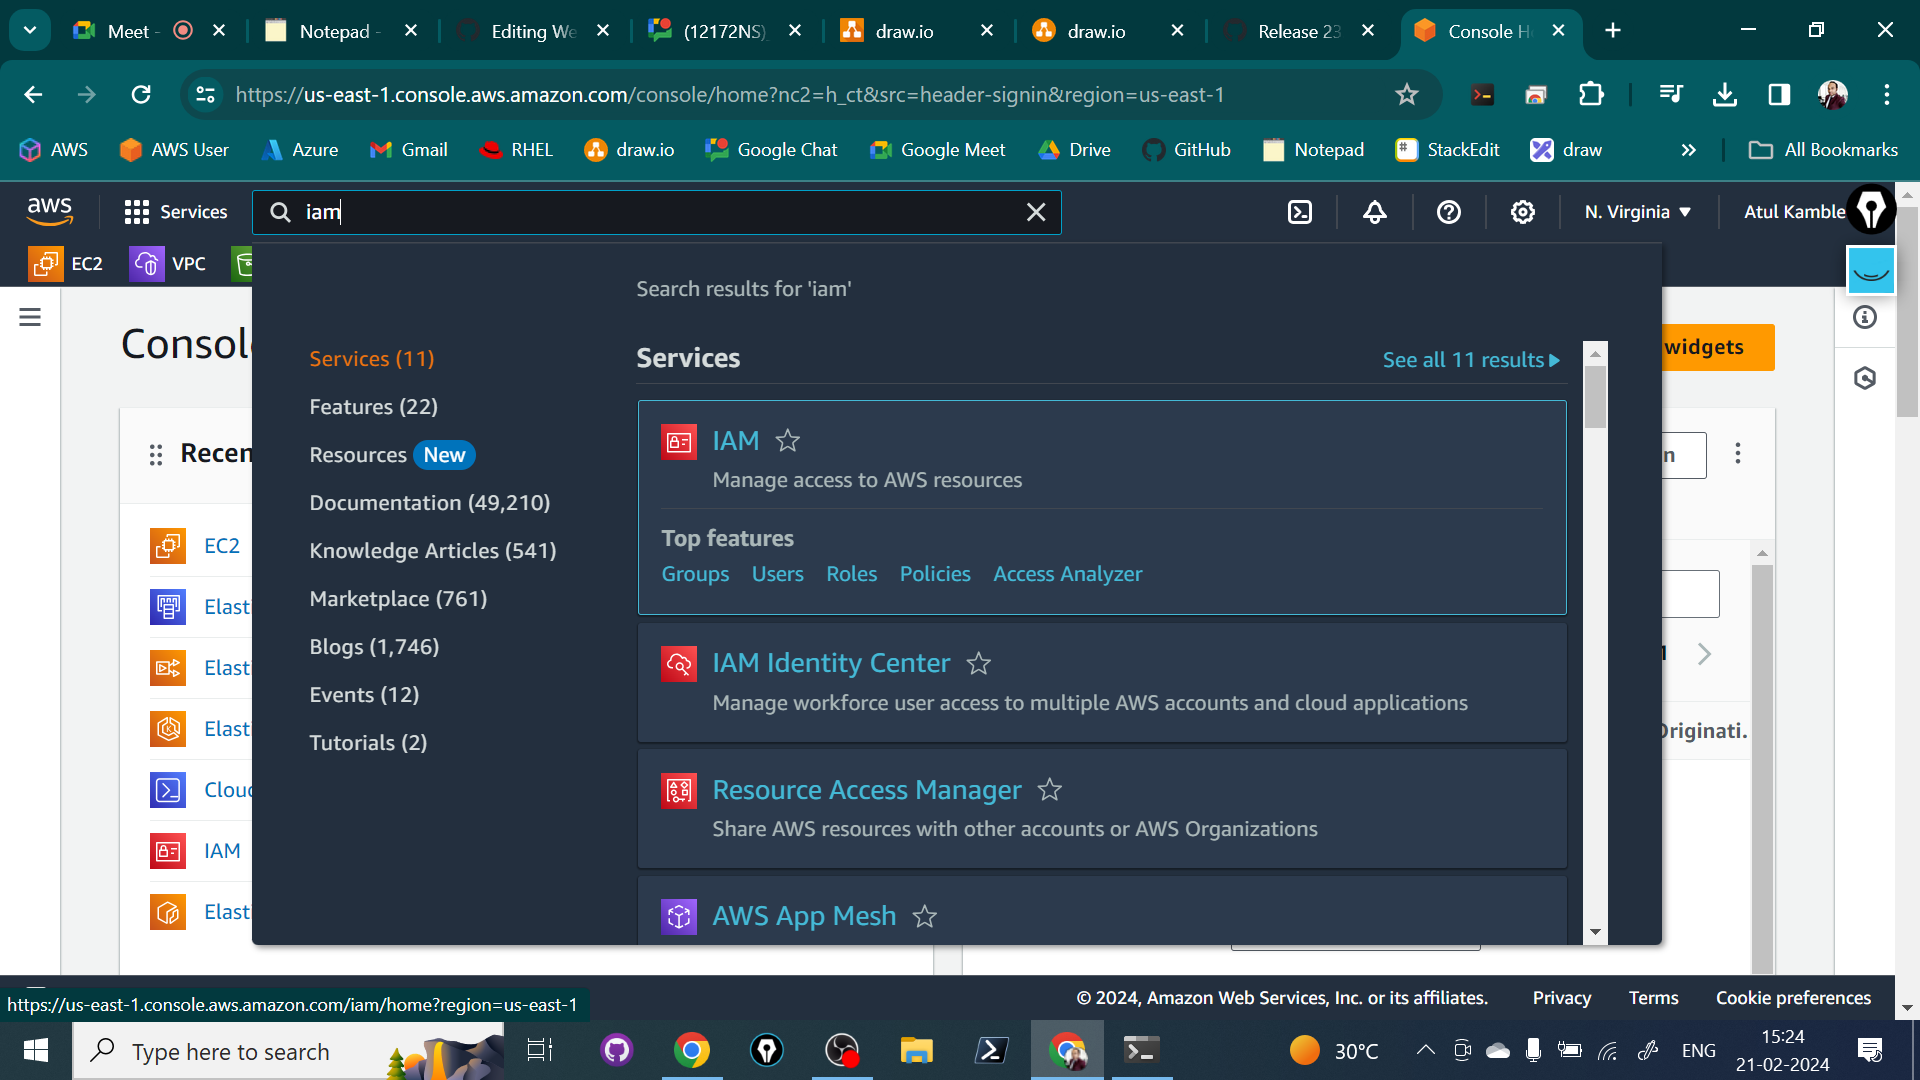 Meet -
Notepad -
Editing We
(12172NS)
draw.io
draw.io
Release 23
Console H
https://us-east-1.console.aws.amazon.com/console/home?nc2=h_ct&src=header-signin&region=us-east-1
AWS
AWS User
Azure
Gmail
RHEL
draw.io
Google Chat
Google Meet
Drive
GitHub
Notepad
StackEdit
draw
All Bookmarks
aws
Services
iam
N. Virginia
Atul Kamble
EC2
VPC
Search results for 'iam'
Consol
widgets
Services (11)
Features (22)
Resources New
Documentation (49,210)
Knowledge Articles (541)
Marketplace (761)
Blogs (1,746)
Events (12)
Tutorials (2)
Services
See all 11 results
IAM
Manage access to AWS resources
Top features
Groups Users Roles Policies Access Analyzer
IAM Identity Center
Manage workforce user access to multiple AWS accounts and cloud applications
Resource Access Manager
Share AWS resources with other accounts or AWS Organizations
AWS App Mesh
Recen
n
EC2
Elast
Elast
Elast
Clou
IAM
Elast
Originati.
https://us-east-1.console.aws.amazon.com/iam/home?region=us-east-1
© 2024, Amazon Web Services, Inc. or its affiliates.
Privacy
Terms
Cookie preferences
Type here to search
30°C
ENG
15:24
21-02-2024